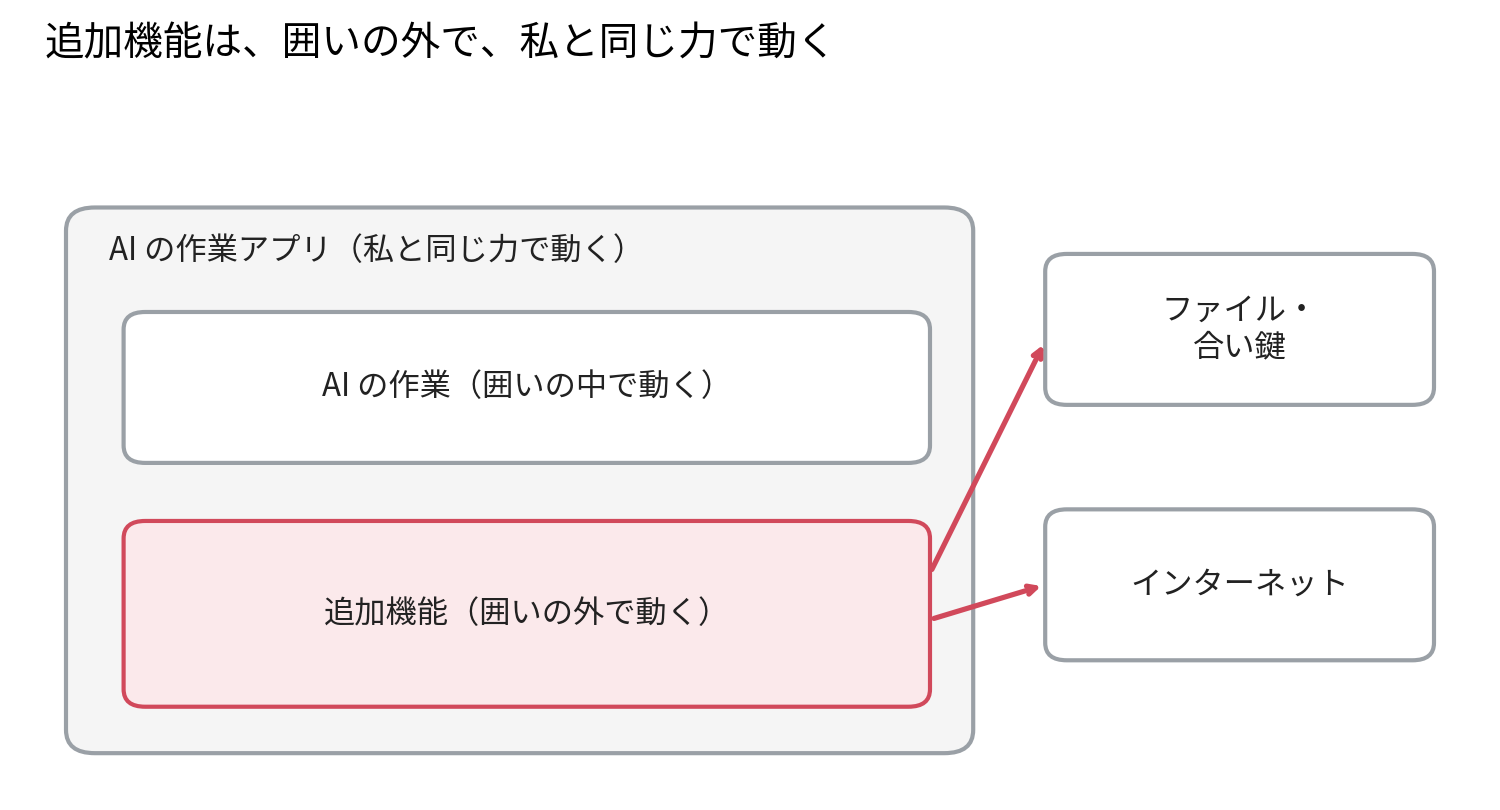 追加機能は、囲いの外で、私と同じ力で動く
AI の作業アプリ（私と同じ力で動く）
AI の作業（囲いの中で動く）
追加機能（囲いの外で動く）
ファイル・
合い鍵
インターネット